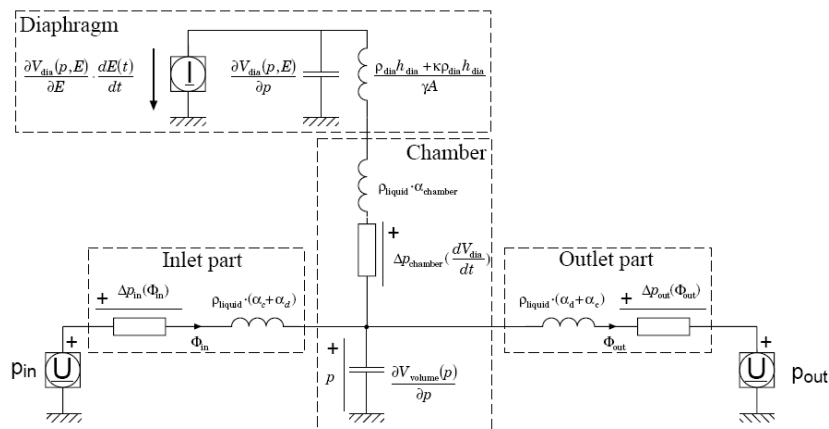 Diaphragm
∂V_dia(p,E)/∂E · dE(t)/dt
I
∂V_dia(p,E)/∂p
ρ_dia h_dia + κρ_dia h_dia / γA
Chamber
ρ_liquid · α_chamber
+
Δp_chamber(dV_dia/dt)
Inlet part
+ Δp_in(Φ_in)
ρ_liquid·(α_c+α_d)
Φ_in
Outlet part
ρ_liquid·(α_d+α_c)
+ Δp_out(Φ_out)
Φ_out
p_in
+
U
+
p
∂V_volume(p)/∂p
+
U
p_out